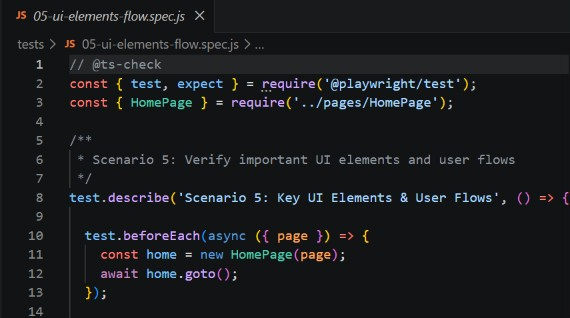 JS 05-ui-elements-flow.spec.js ×
tests > JS 05-ui-elements-flow.spec.js > ...
1 // @ts-check
2 const { test, expect } = require('@playwright/test');
3 const { HomePage } = require('../pages/HomePage');
4
5 /**
6  * Scenario 5: Verify important UI elements and user flows
7  */
8 test.describe('Scenario 5: Key UI Elements & User Flows', () => {
9
10   test.beforeEach(async ({ page }) => {
11     const home = new HomePage(page);
12     await home.goto();
13   });
14